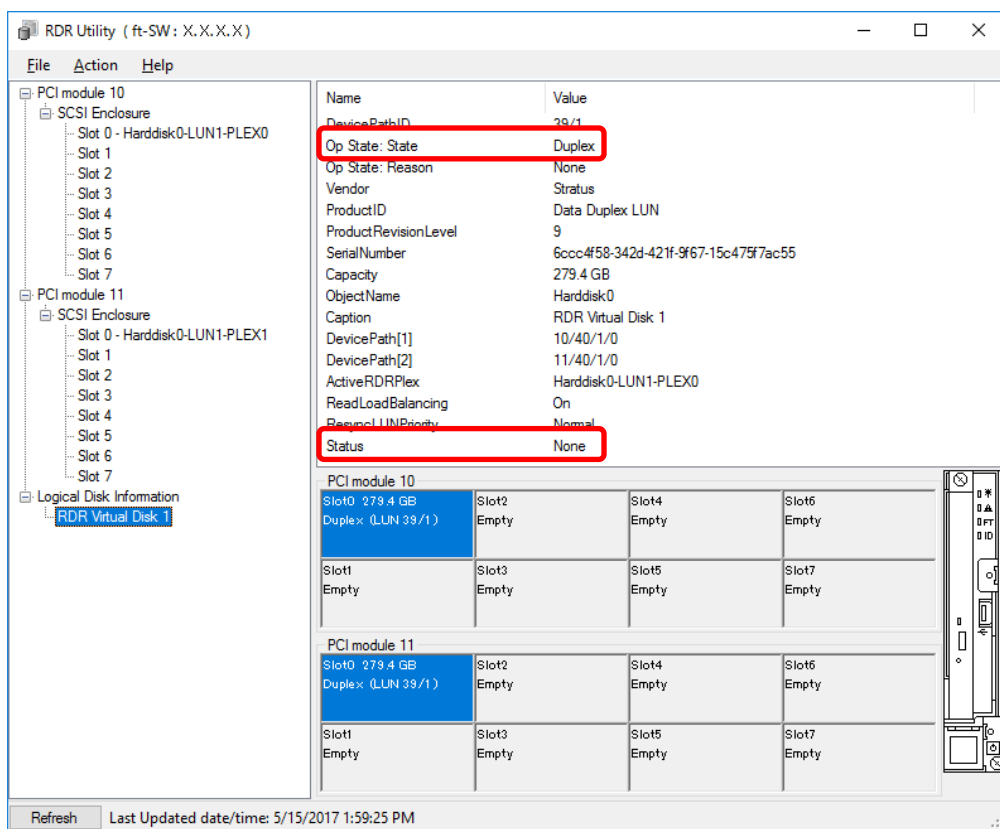 RDR Utility ( ft-SW : X.X.X.X )
File Action Help
PCI module 10
SCSI Enclosure
Slot 0 - Harddisk0-LUN1-PLEX0
Slot 1
Slot 2
Slot 3
Slot 4
Slot 5
Slot 6
Slot 7
PCI module 11
SCSI Enclosure
Slot 0 - Harddisk0-LUN1-PLEX1
Slot 1
Slot 2
Slot 3
Slot 4
Slot 5
Slot 6
Slot 7
Logical Disk Information
RDR Virtual Disk 1
Name Value
DevicePathID 39/1
Op State: State Duplex
Op State: Reason None
Vendor Stratus
ProductID Data Duplex LUN
ProductRevisionLevel 9
SerialNumber 6ccc4f58-342d-421f-9f67-15c475f7ac55
Capacity 279.4 GB
ObjectName Harddisk0
Caption RDR Virtual Disk 1
DevicePath[1] 10/40/1/0
DevicePath[2] 11/40/1/0
ActiveRDRPlex Harddisk0-LUN1-PLEX0
ReadLoadBalancing On
ResyncLUNPriority Normal
Status None
PCI module 10
Slot0 279.4 GB Slot2 Slot4 Slot6
Duplex (LUN 39/1) Empty Empty Empty
Slot1 Slot3 Slot5 Slot7
Empty Empty Empty Empty
PCI module 11
Slot0 279.4 GB Slot2 Slot4 Slot6
Duplex (LUN 39/1) Empty Empty Empty
Slot1 Slot3 Slot5 Slot7
Empty Empty Empty Empty
FT
ID
Refresh Last Updated date/time: 5/15/2017 1:59:25 PM